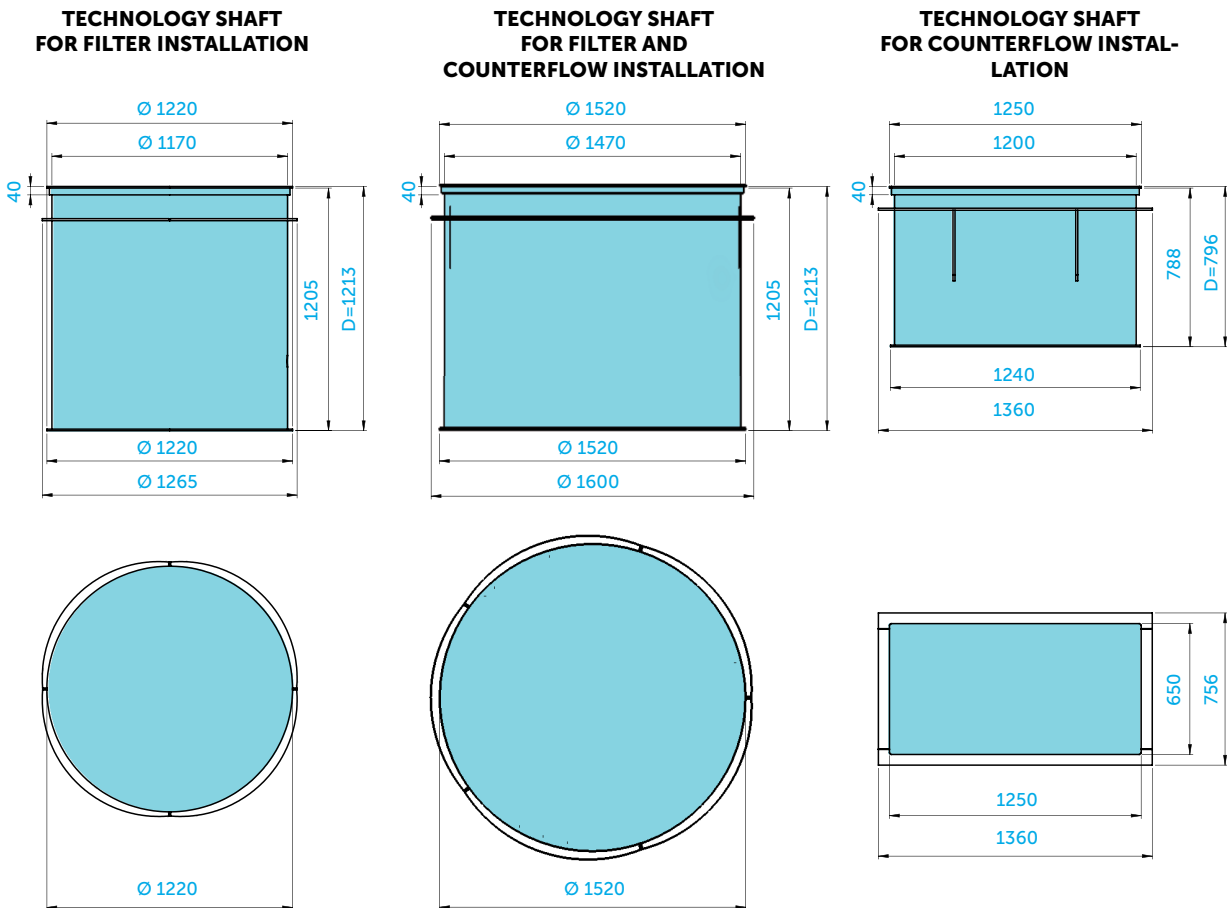 TECHNOLOGY SHAFT
FOR FILTER INSTALLATION
Ø 1220
Ø 1170
40
1205
D=1213
Ø 1220
Ø 1265
Ø 1220
TECHNOLOGY SHAFT
FOR FILTER AND
COUNTERFLOW INSTALLATION
Ø 1520
Ø 1470
40
1205
D=1213
Ø 1520
Ø 1600
Ø 1520
TECHNOLOGY SHAFT
FOR COUNTERFLOW INSTAL-
LATION
1250
1200
40
788
D=796
1240
1360
650
756
1250
1360